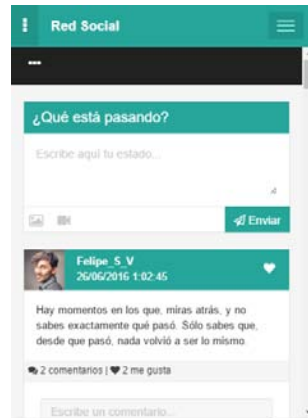 Red Social
¿Qué está pasando?
Escribe aquí tu estado...
Enviar
Felipe_S_V
26/06/2016 1:02:45
Hay momentos en los que, miras atrás, y no
sabes exactamente qué pasó. Sólo sabes que,
desde que pasó, nada volvió a ser lo mismo.
2 comentarios | 2 me gusta
Escribe un comentario...